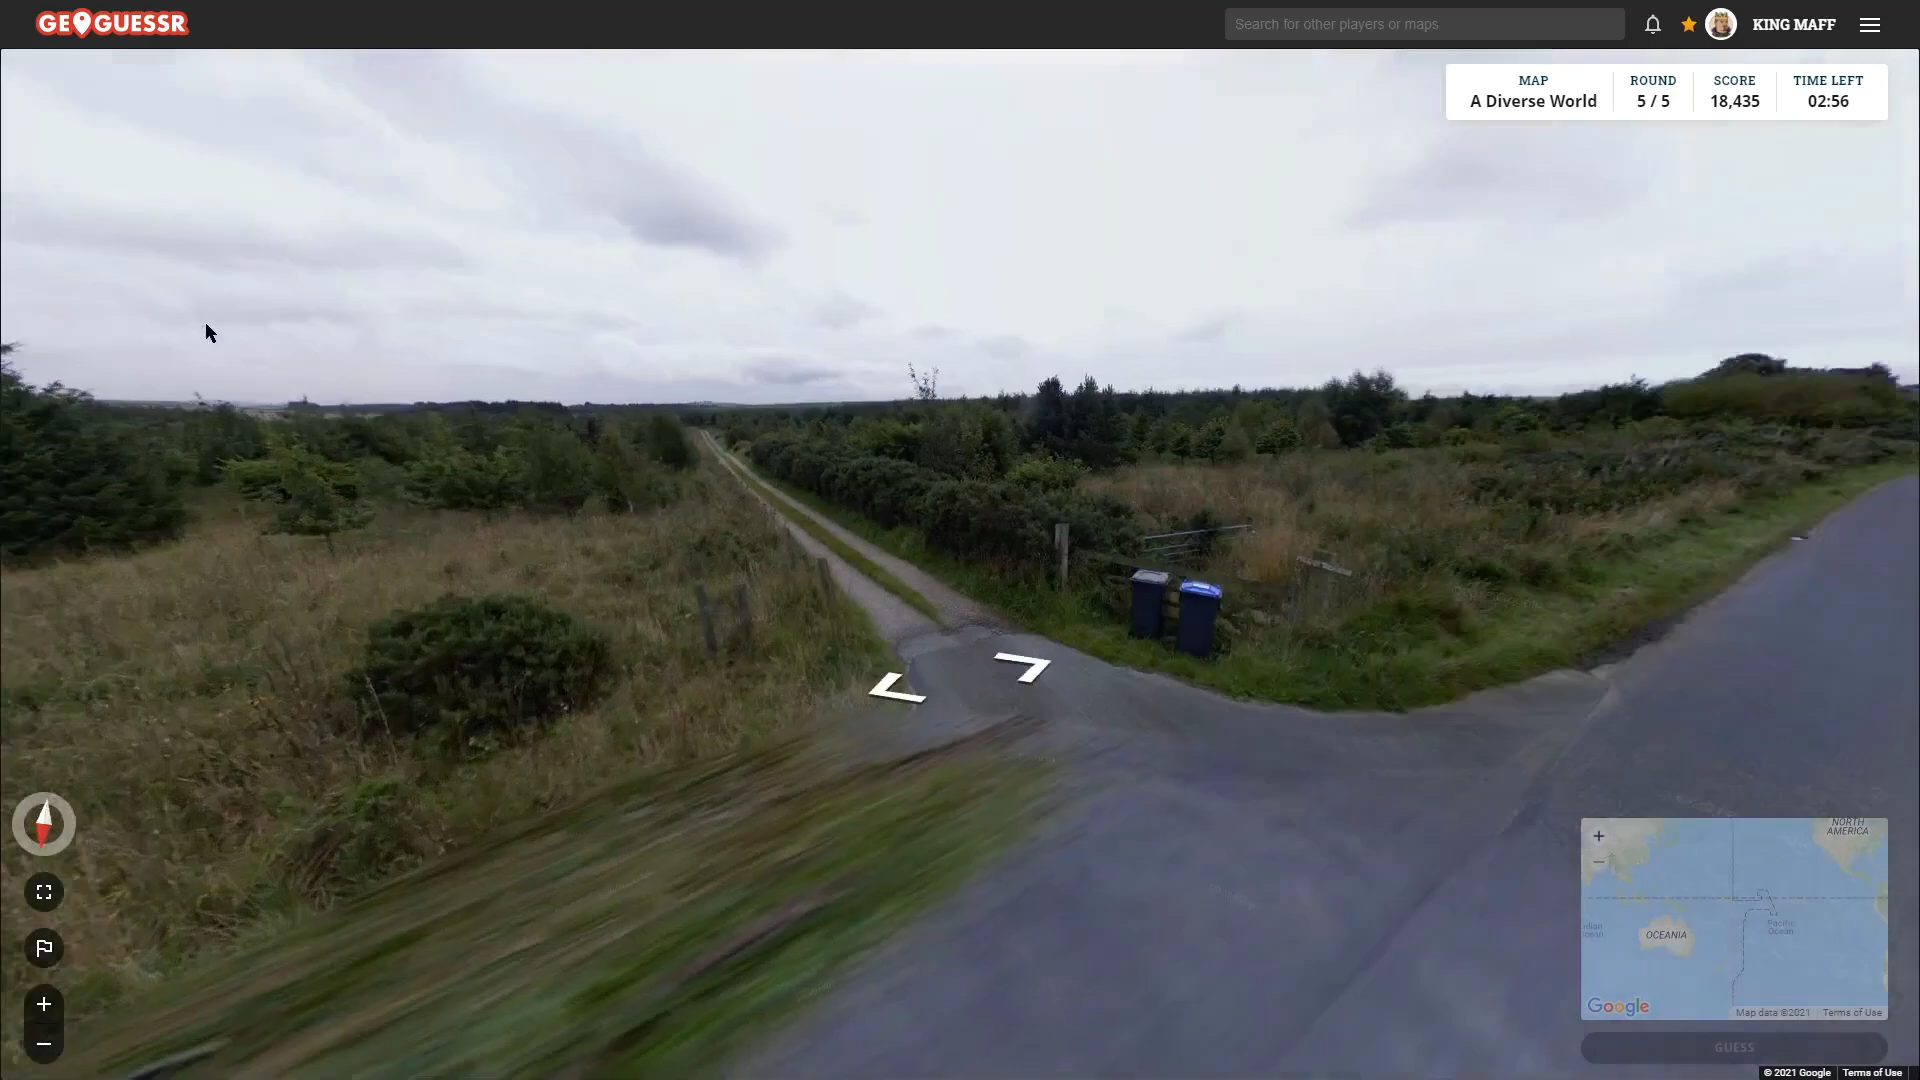 GEOGUESSR
Search for other players or maps
KING MAFF
MAP
A Diverse World
ROUND
5 / 5
SCORE
18,435
TIME LEFT
02:56
NORTH
AMERICA
OCEANIA
Pacific
Ocean
Google
Map data ©2021
Terms of Use
GUESS
© 2021 Google
Terms of Use